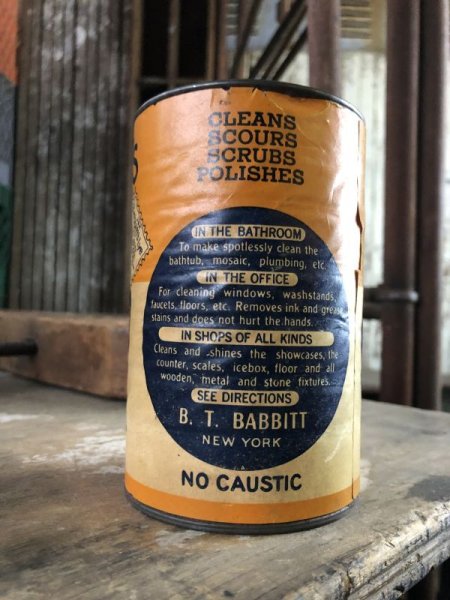 CLEANS
SCOURS
SCRUBS
POLISHES
IN THE BATHROOM
To make spotlessly clean the
bathtub, mosaic, plumbing, etc.
IN THE OFFICE
For cleaning windows, washstands,
faucets, floors, etc. Removes ink and grease
stains and does not hurt the hands.
IN SHOPS OF ALL KINDS
Cleans and shines the showcases, the
counter, scales, icebox, floor and all
wooden, metal and stone fixtures.
SEE DIRECTIONS
B. T. BABBITT
NEW YORK
NO CAUSTIC